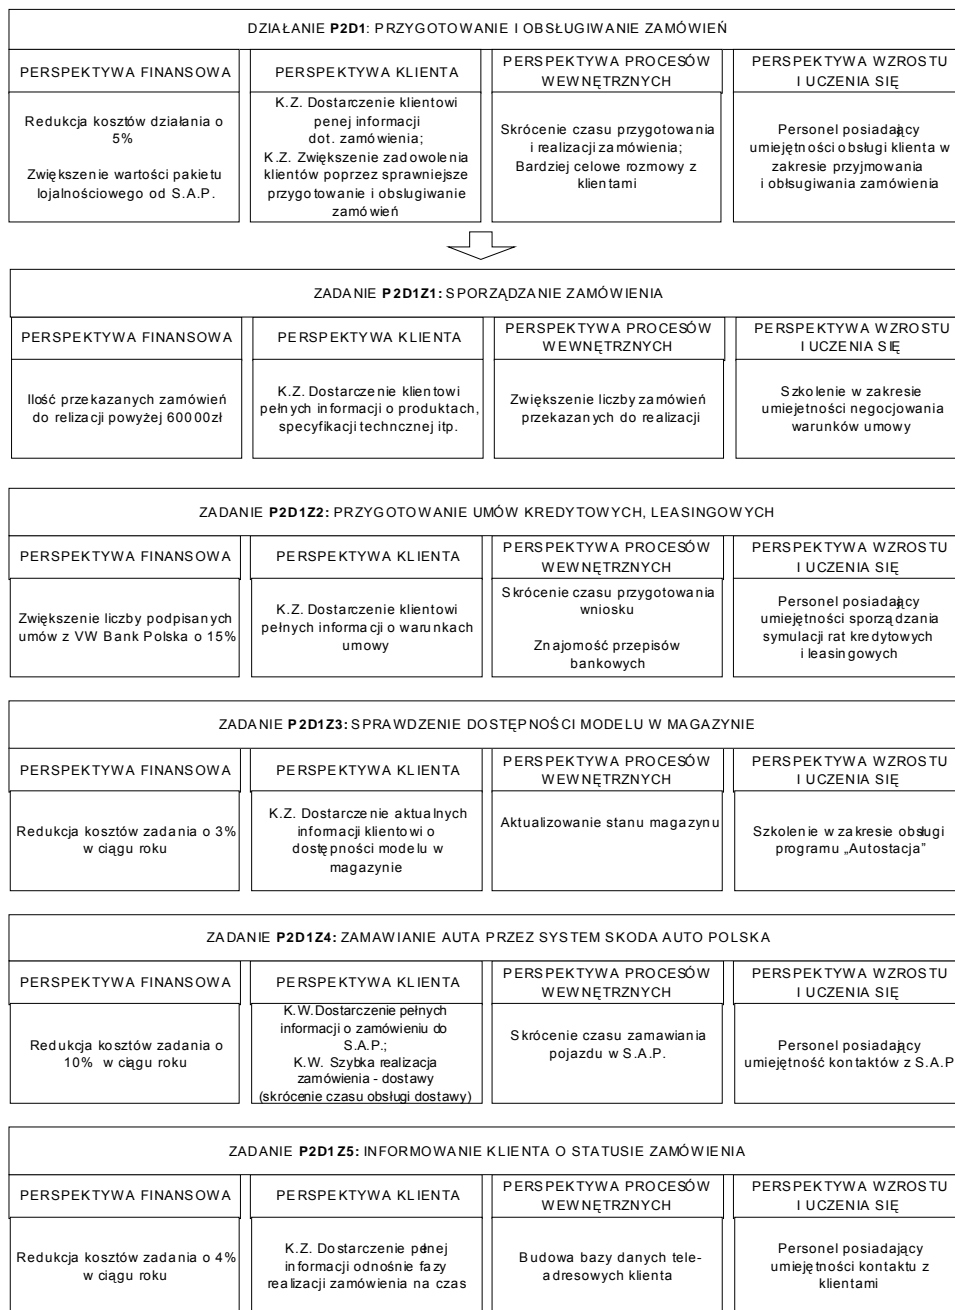 DZIAŁANIE P2D1: PRZYGOTOWANIE I OBSŁUGIWANIE ZAMÓWIEŃ
PERSPEKTYWA FINANSOWA
PERSPEKTYWA KLIENTA
PERSPEKTYWA PROCESÓW
WEWNĘTRZNYCH
PERSPEKTYWA WZROSTU
I UCZENIA SIĘ
Redukcja kosztów działania o
5%
Zwiększenie wartości pakietu
lojalnościowego od S.A.P.
K.Z. Dostarczenie klientowi
penej informacji
dot. zamówienia;
K.Z. Zwiększenie zadowolenia
klientów poprzez sprawniejsze
przygotowanie i obsługiwanie
zamówień
Skrócenie czasu przygotowania
i realizacji zamówienia;
Bardziej celowe rozmowy z
klientami
Personel posiadający
umiejętności obsługi klienta w
zakresie przyjmowania
i obłsugiwania zamówienia
ZADANIE P2D1Z1: SPORZĄDZANIE ZAMÓWIENIA
PERSPEKTYWA FINANSOWA
PERSPEKTYWA KLIENTA
PERSPEKTYWA PROCESÓW
WEWNĘTRZNYCH
PERSPEKTYWA WZROSTU
I UCZENIA SIĘ
Ilość przekazanych zamówień
do relizacji powyżej 60000zł
K.Z. Dostarczenie klientowi
pełnych informacji o produktach,
specyfikacji techncznej itp.
Zwiększenie liczby zamówień
przekazanych do realizacji
Szkolenie w zakresie
umiejetności negocjowania
warunków umowy
ZADANIE P2D1Z2: PRZYGOTOWANIE UMÓW KREDYTOWYCH, LEASINGOWYCH
PERSPEKTYWA FINANSOWA
PERSPEKTYWA KLIENTA
PERSPEKTYWA PROCESÓW
WEWNĘTRZNYCH
PERSPEKTYWA WZROSTU
I UCZENIA SIĘ
Zwiększenie liczby podpisanych
umów z VW Bank Polska o 15%
K.Z. Dostarczenie klientowi
pełnych informacji o warunkach
umowy
Skrócenie czasu przygotowania
wniosku
Znajomość przepisów
bankowych
Personel posiadający
umiejętności sporządzania
symulacji rat kredytowych
i leasingowych
ZADANIE P2D1Z3: SPRAWDZENIE DOSTĘPNOŚCI MODELU W MAGAZYNIE
PERSPEKTYWA FINANSOWA
PERSPEKTYWA KLIENTA
PERSPEKTYWA PROCESÓW
WEWNĘTRZNYCH
PERSPEKTYWA WZROSTU
I UCZENIA SIĘ
Redukcja kosztów zadania o 3%
w ciągu roku
K.Z. Dostarczenie aktualnych
informacji klientowi o
dostępności modelu w
magazynie
Aktualizowanie stanu magazynu
Szkolenie w zakresie obsługi
programu „Autostacja”
ZADANIE P2D1Z4: ZAMAWIANIE AUTA PRZEZ SYSTEM SKODA AUTO POLSKA
PERSPEKTYWA FINANSOWA
PERSPEKTYWA KLIENTA
PERSPEKTYWA PROCESÓW
WEWNĘTRZNYCH
PERSPEKTYWA WZROSTU
I UCZENIA SIĘ
Redukcja kosztów zadania o
10% w ciągu roku
K.W.Dostarczenie pełnych
informacji o zamówieniu do
S.A.P.;
K.W. Szybka realizacja
zamówienia - dostawy
(skrócenie czasu obsługi dostawy)
Skrócenie czasu zamawiania
pojazdu w S.A.P.
Personel posiadający
umiejętność kontaktów z S.A.P
ZADANIE P2D1Z5: INFORMOWANIE KLIENTA O STATUSIE ZAMÓWIENIA
PERSPEKTYWA FINANSOWA
PERSPEKTYWA KLIENTA
PERSPEKTYWA PROCESÓW
WEWNĘTRZNYCH
PERSPEKTYWA WZROSTU
I UCZENIA SIĘ
Redukcja kosztów zadania o 4%
w ciągu roku
K.Z. Dostarczenie pełnej
informacji odnośnie fazy
realizacji zamówienia na czas
Budowa bazy danych tele-
adresowych klienta
Personel posiadający
umiejętności kontaktu z
klientami